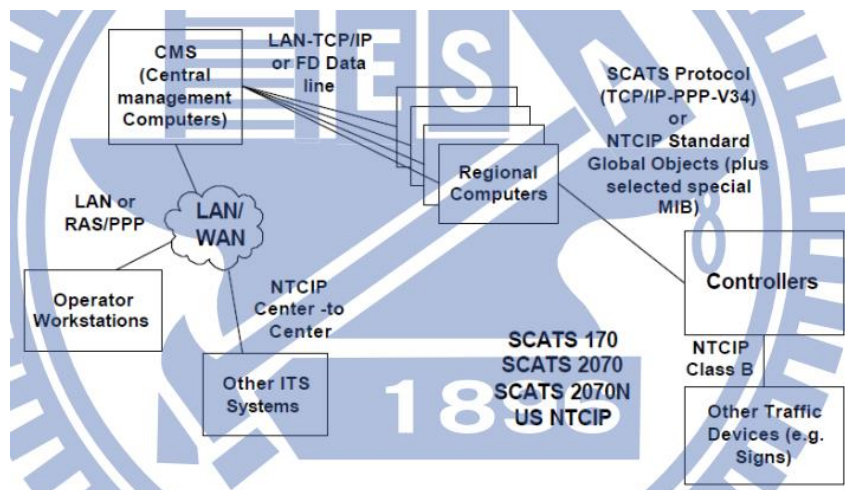 CMS
(Central
management
Computers)
LAN-TCP/IP
or FD Data
line
SCATS Protocol
(TCP/IP-PPP-V34)
or
NTCIP Standard
Global Objects (plus
selected special
MIB)
Regional
Computers
LAN or
RAS/PPP
LAN/
WAN
Controllers
Operator
Workstations
NTCIP
Center -to
Center
SCATS 170
SCATS 2070
SCATS 2070N
US NTCIP
NTCIP
Class B
Other ITS
Systems
Other Traffic
Devices (e.g.
Signs)
E S A
8
1896